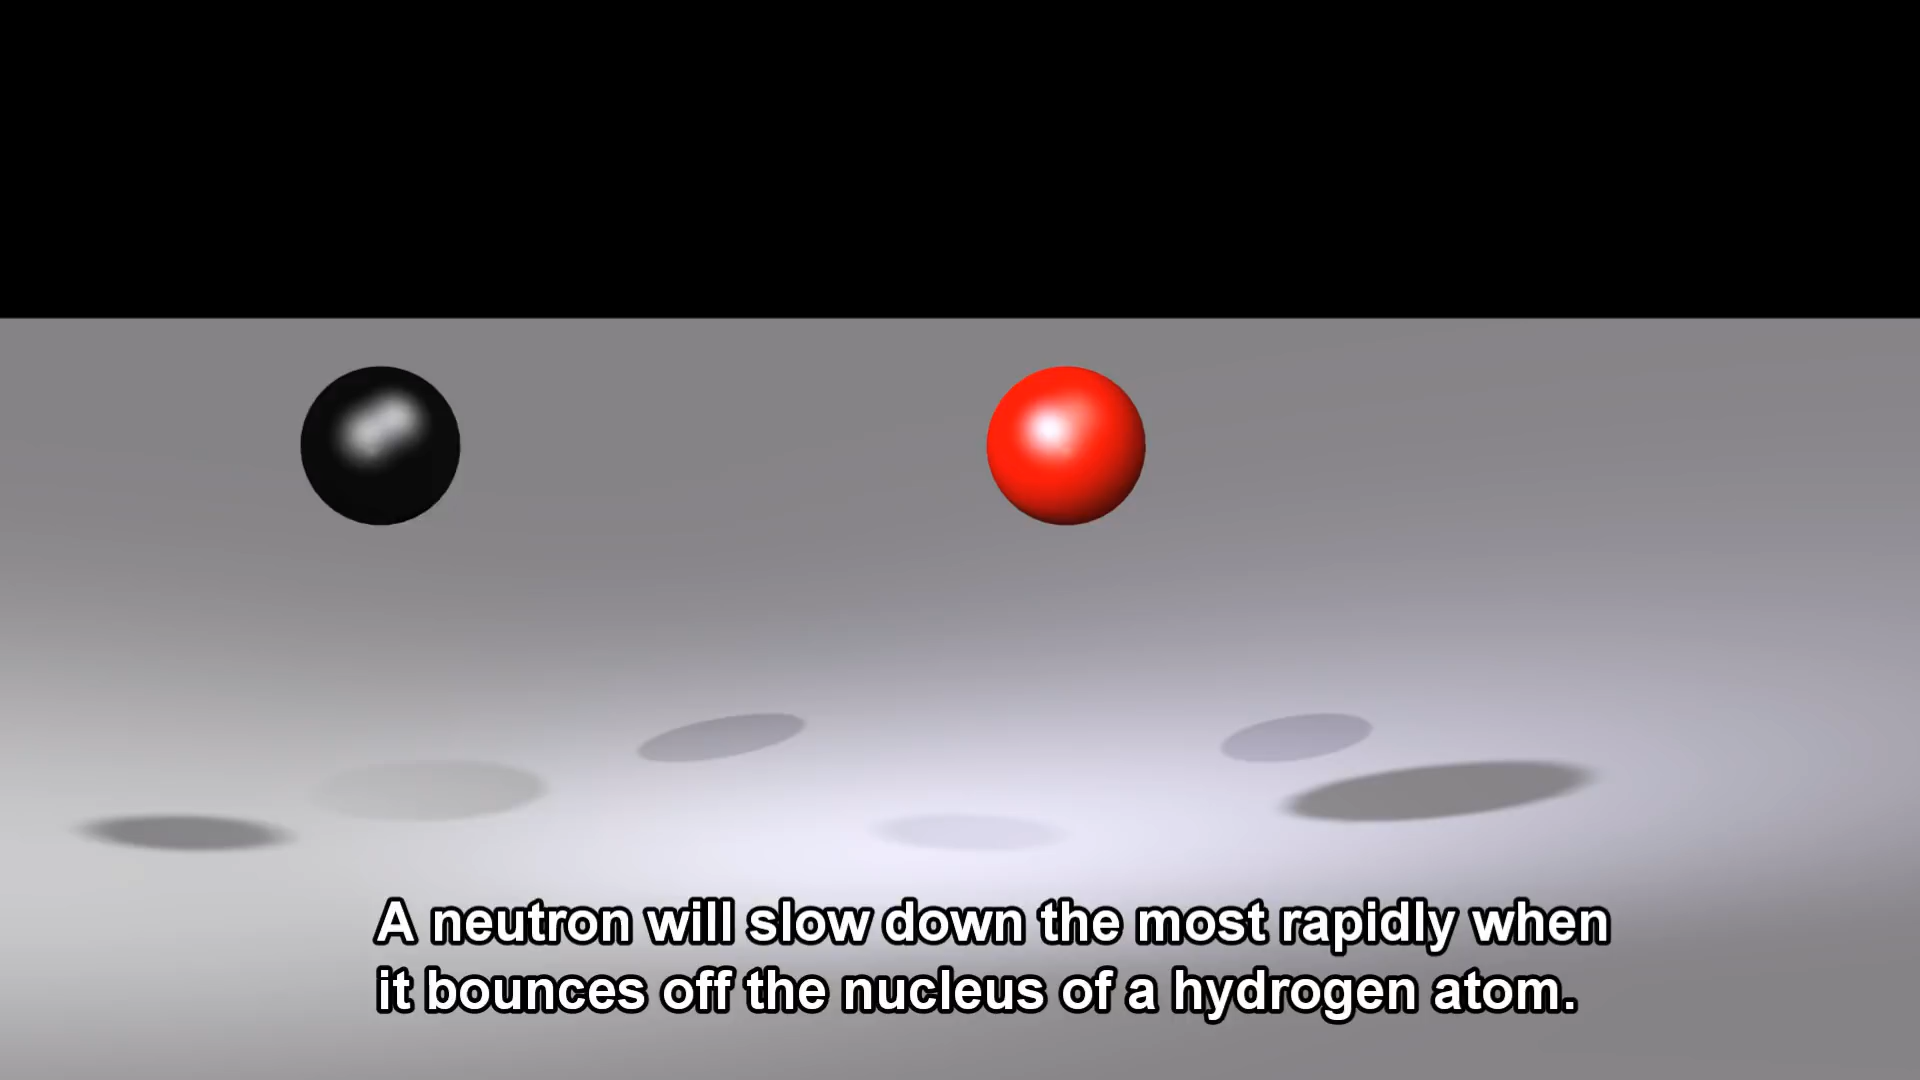 A neutron will slow down the most rapidly when
it bounces off the nucleus of a hydrogen atom.